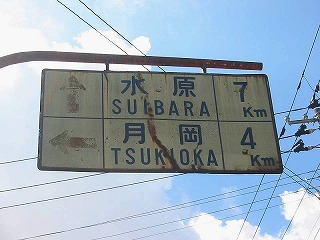 水原 7
SUIBARA Km
月岡 4
TSUKIOKA Km